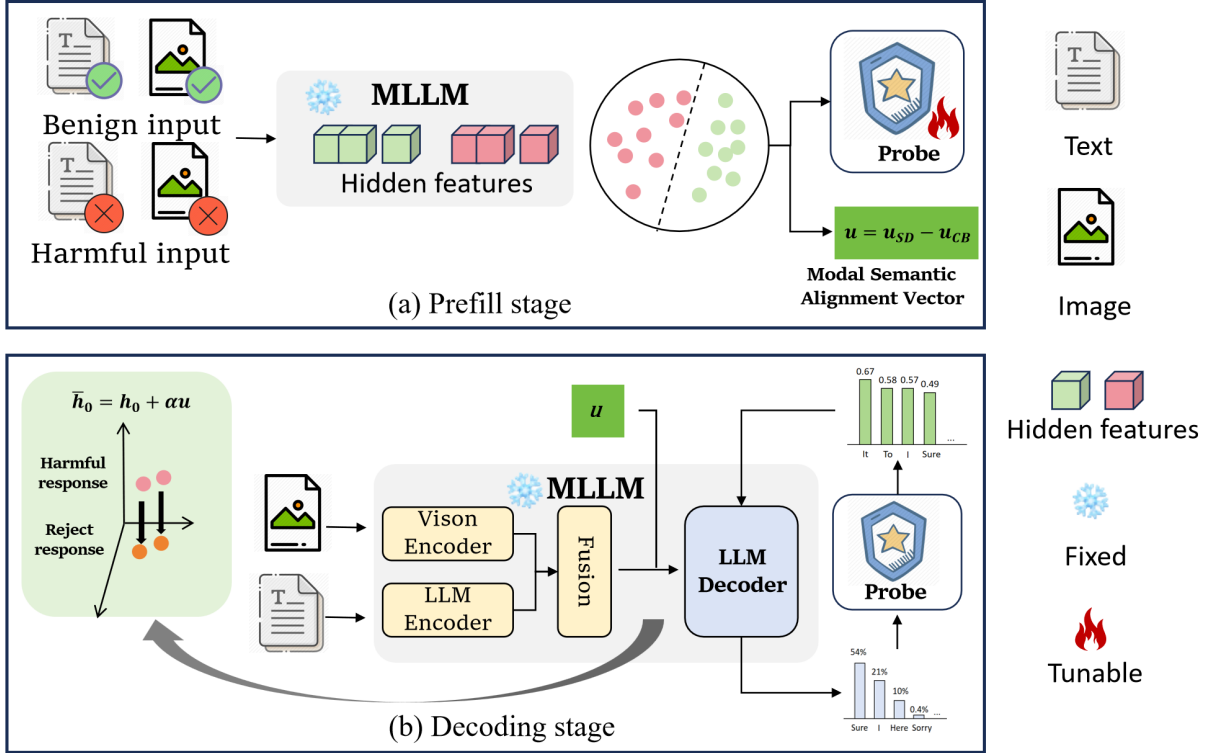 Benign input
Harmful input
MLLM
Hidden features
Probe
u = u_SD − u_CB
Modal Semantic
Alignment Vector
(a) Prefill stage
Text
Image
Hidden features
Fixed
Tunable
h̅₀ = h₀ + αu
Harmful
response
Reject
response
u
MLLM
Vison
Encoder
LLM
Encoder
Fusion
LLM
Decoder
0.67
0.58
0.57
0.49
...
It To I Sure
Probe
54%
21%
10%
0.4%
...
Sure I Here Sorry
(b) Decoding stage
T
T
T
T